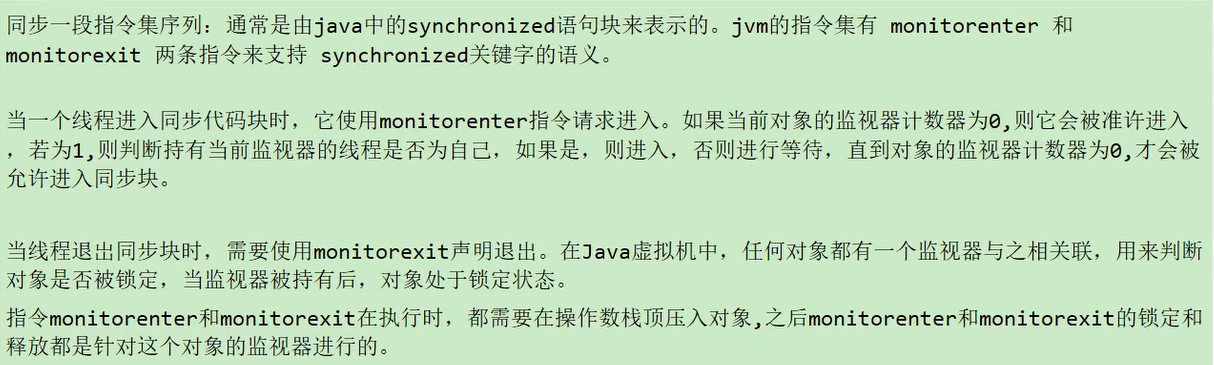 同步一段指令集序列：通常是由java中的synchronized语句块来表示的。jvm的指令集有 monitorenter 和
monitorexit 两条指令来支持 synchronized关键字的语义。
当一个线程进入同步代码块时，它使用monitorenter指令请求进入。如果当前对象的监视器计数器为0,则它会被准许进入
，若为1,则判断持有当前监视器的线程是否为自己，如果是，则进入，否则进行等待，直到对象的监视器计数器为0,才会被
允许进入同步块。
当线程退出同步块时，需要使用monitorexit声明退出。在Java虚拟机中，任何对象都有一个监视器与之相关联，用来判断
对象是否被锁定，当监视器被持有后，对象处于锁定状态。
指令monitorenter和monitorexit在执行时，都需要在操作数栈顶压入对象,之后monitorenter和monitorexit的锁定和
释放都是针对这个对象的监视器进行的。